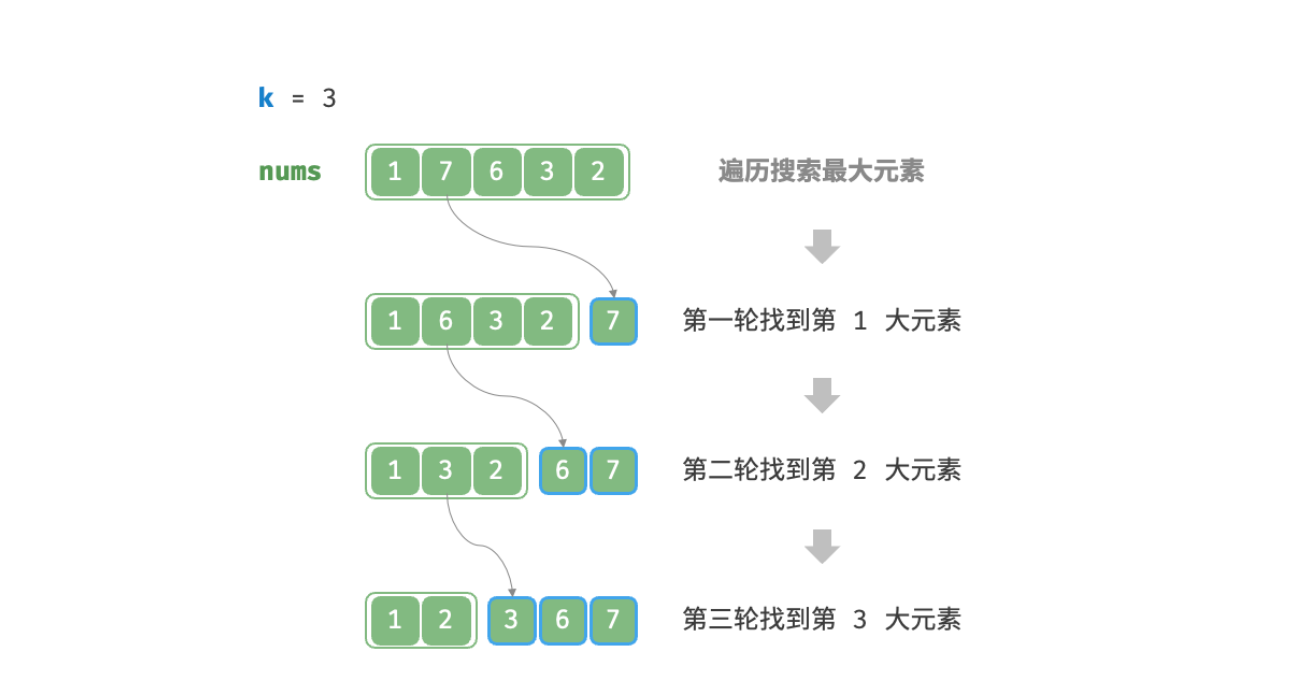 k = 3
nums 1 7 6 3 2 遍历搜索最大元素
1 6 3 2 7 第一轮找到第 1 大元素
1 3 2 6 7 第二轮找到第 2 大元素
1 2 3 6 7 第三轮找到第 3 大元素